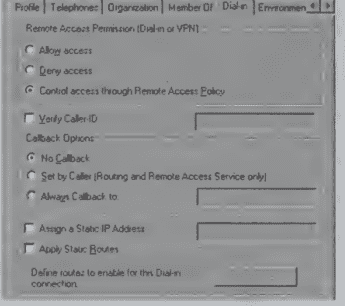 Profile | Telephones | Organization | Member Of | Dial-in | Environmen
Remote Access Permission (Dial-in or VPN)
Allow access
Deny access
Control access through Remote Access Policy
Verify Caller-ID
Callback Options
No Callback
Set by Caller (Routing and Remote Access Service only)
Always Callback to:
Assign a Static IP Address
Apply Static Routes
Define routes to enable for this Dial-in
connection.